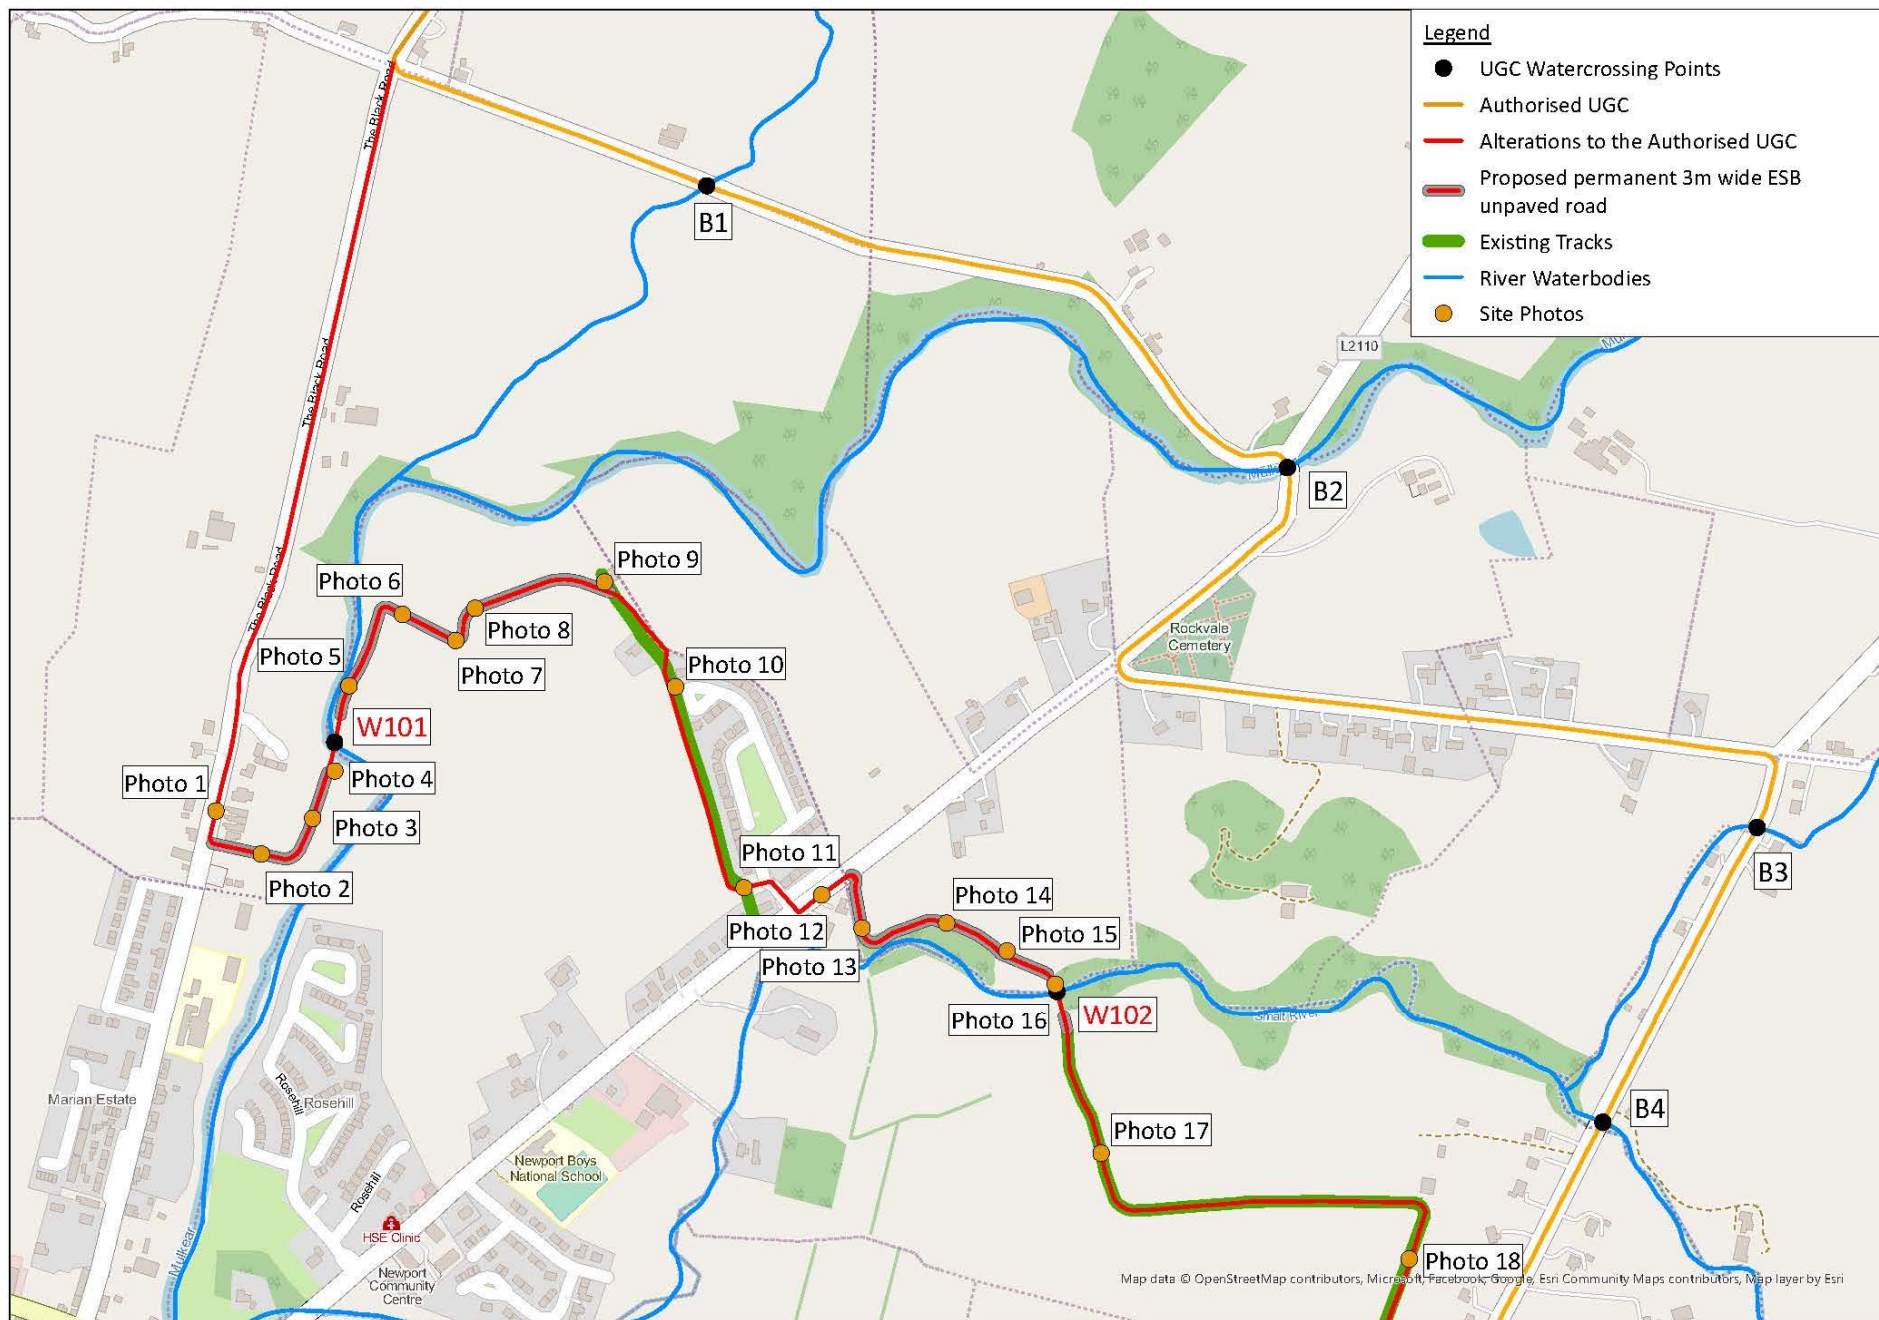 Legend
UGC Watercrossing Points
Authorised UGC
Alterations to the Authorised UGC
Proposed permanent 3m wide ESB
unpaved road
Existing Tracks
River Waterbodies
Site Photos
The Black Road
B1
L2110
The Black Road
B2
The Black Road
Photo 9
Photo 6
Photo 8
Rockvale
Cemetery
Photo 5
Photo 7
Photo 10
W101
Photo 1
Photo 4
Photo 3
Photo 11
B3
Photo 2
Photo 14
Photo 12
Photo 15
Photo 13
Photo 16
W102
Small River
Marian Estate
Rosehill
Rosehill
B4
Photo 17
Newport Boys
National School
Rosehill
HSE Clinic
Mulkear
Newport
Community
Centre
Photo 18
Map data © OpenStreetMap contributors, Microsoft, Facebook, Google, Esri Community Maps contributors, Map layer by Esri